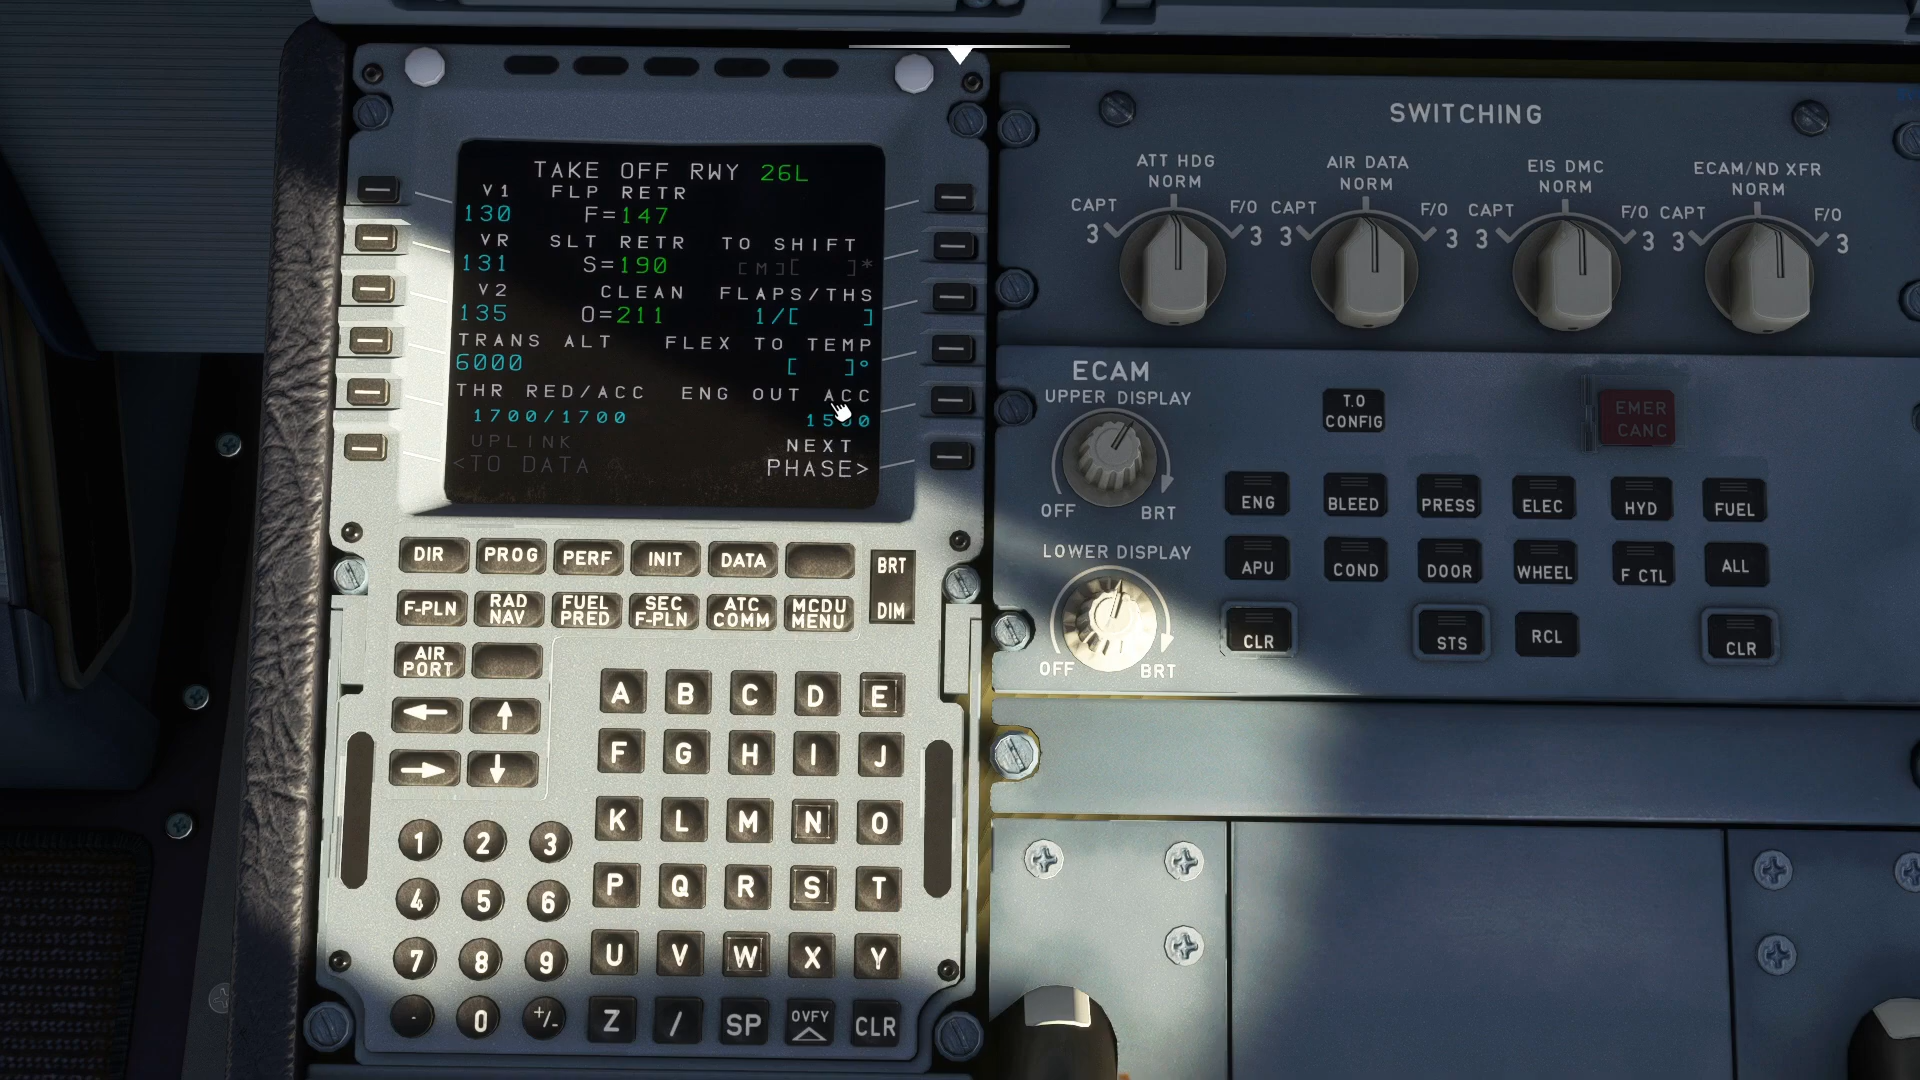 TAKE OFF RWY 26L
V1 FLP RETR
130 F=147
VR SLT RETR TO SHIFT
131 S=190 [M][ ]*
V2 CLEAN FLAPS/THS
135 O=211 1/[ ]
TRANS ALT FLEX TO TEMP
6000 [ ]°
THR RED/ACC ENG OUT ACC
1700/1700
UPLINK NEXT
<TO DATA PHASE>
DIR PROG PERF INIT DATA BRT
DIM
F-PLN RAD NAV FUEL PRED SEC F-PLN ATC COMM MCDU MENU
AIR PORT
← ↑
→ ↓
A B C D E
F G H I J
K L M N O
P Q R S T
U V W X Y
Z / SP OVFY CLR
1 2 3
4 5 6
7 8 9
. 0 +/-
SWITCHING
ATT HDG AIR DATA EIS DMC ECAM/ND XFR
NORM NORM NORM NORM
CAPT F/O CAPT F/O CAPT F/O CAPT F/O
3 3 3 3 3 3 3 3
ECAM
UPPER DISPLAY
OFF BRT
T.O CONFIG
EMER CANC
LOWER DISPLAY
OFF BRT
ENG BLEED PRESS ELEC HYD FUEL
APU COND DOOR WHEEL F CTL ALL
CLR STS RCL CLR